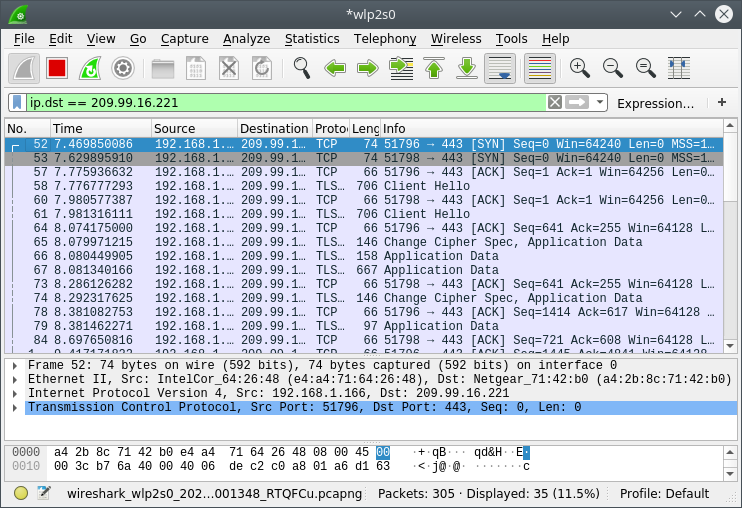 *wlp2s0
File Edit View Go Capture Analyze Statistics Telephony Wireless Tools Help
ip.dst == 209.99.16.221 Expression… +
No. Time Source Destination Protoc Leng Info
52 7.469850086 192.168.1.… 209.99.1… TCP 74 51796 → 443 [SYN] Seq=0 Win=64240 Len=0 MSS=1…
53 7.629895910 192.168.1.… 209.99.1… TCP 74 51798 → 443 [SYN] Seq=0 Win=64240 Len=0 MSS=1…
57 7.775936632 192.168.1.… 209.99.1… TCP 66 51796 → 443 [ACK] Seq=1 Ack=1 Win=64256 Len=0…
58 7.776777293 192.168.1.… 209.99.1… TLS… 706 Client Hello
60 7.980577387 192.168.1.… 209.99.1… TCP 66 51798 → 443 [ACK] Seq=1 Ack=1 Win=64256 Len=0…
61 7.981316111 192.168.1.… 209.99.1… TLS… 706 Client Hello
64 8.074175000 192.168.1.… 209.99.1… TCP 66 51796 → 443 [ACK] Seq=641 Ack=255 Win=64128 L…
65 8.079971215 192.168.1.… 209.99.1… TLS… 146 Change Cipher Spec, Application Data
66 8.080449905 192.168.1.… 209.99.1… TLS… 158 Application Data
67 8.081340166 192.168.1.… 209.99.1… TLS… 667 Application Data
73 8.286126282 192.168.1.… 209.99.1… TCP 66 51798 → 443 [ACK] Seq=641 Ack=255 Win=64128 L…
74 8.292317625 192.168.1.… 209.99.1… TLS… 146 Change Cipher Spec, Application Data
78 8.381082753 192.168.1.… 209.99.1… TCP 66 51796 → 443 [ACK] Seq=1414 Ack=617 Win=64128 …
79 8.381462271 192.168.1.… 209.99.1… TLS… 97 Application Data
84 8.697650816 192.168.1.… 209.99.1… TCP 66 51798 → 443 [ACK] Seq=721 Ack=608 Win=64128 L…
Frame 52: 74 bytes on wire (592 bits), 74 bytes captured (592 bits) on interface 0
Ethernet II, Src: IntelCor_64:26:48 (e4:a4:71:64:26:48), Dst: Netgear_71:42:b0 (a4:2b:8c:71:42:b0)
Internet Protocol Version 4, Src: 192.168.1.166, Dst: 209.99.16.221
Transmission Control Protocol, Src Port: 51796, Dst Port: 443, Seq: 0, Len: 0
0000 a4 2b 8c 71 42 b0 e4 a4 71 64 26 48 08 00 45 00 ·+·qB··· qd&H··E·
0010 00 3c b7 6a 40 00 40 06 de c2 c0 a8 01 a6 d1 63 ·<·j@·@· ·······c
wireshark_wlp2s0_202…001348_RTQFCu.pcapng Packets: 305 · Displayed: 35 (11.5%) Profile: Default